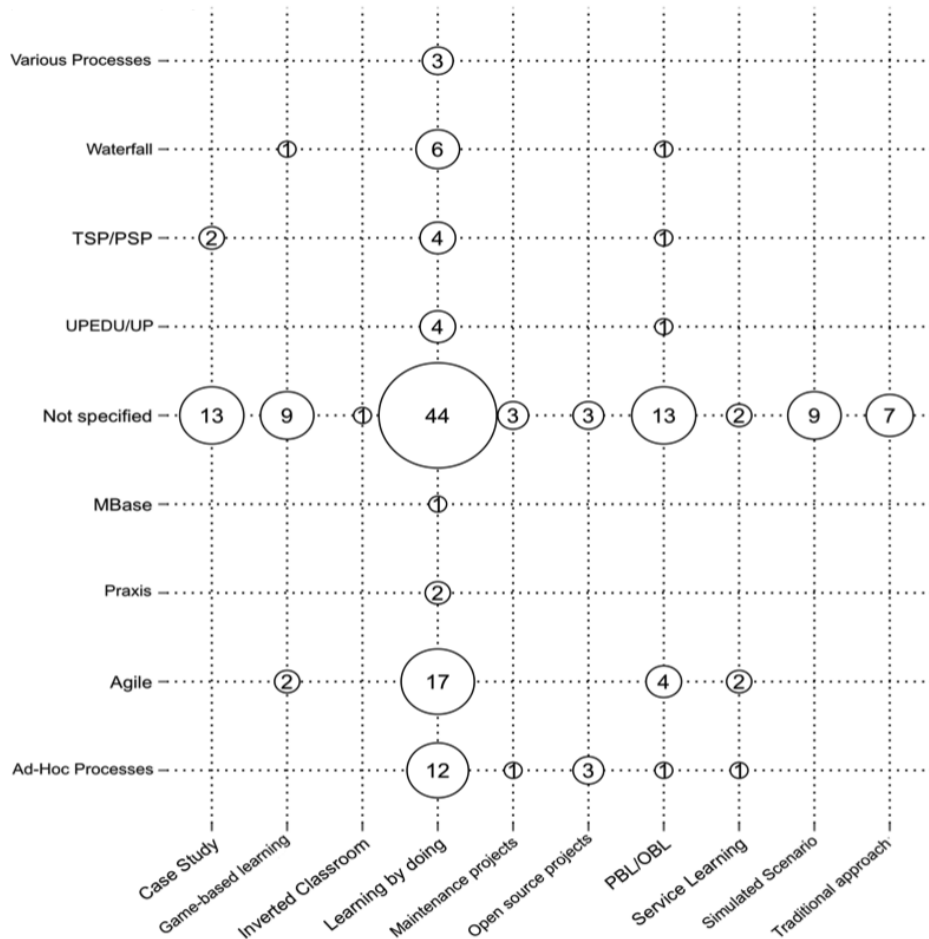 Various Processes 3
Waterfall 1 6 1
TSP/PSP 2 4 1
UPEDU/UP 4 1
Not specified 13 9 1 44 3 3 13 2 9 7
MBase 1
Praxis 2
Agile 2 17 4 2
Ad-Hoc Processes 12 1 3 1 1
Case Study
Game-based learning
Inverted Classroom
Learning by doing
Maintenance projects
Open source projects
PBL/OBL
Service Learning
Simulated Scenario
Traditional approach